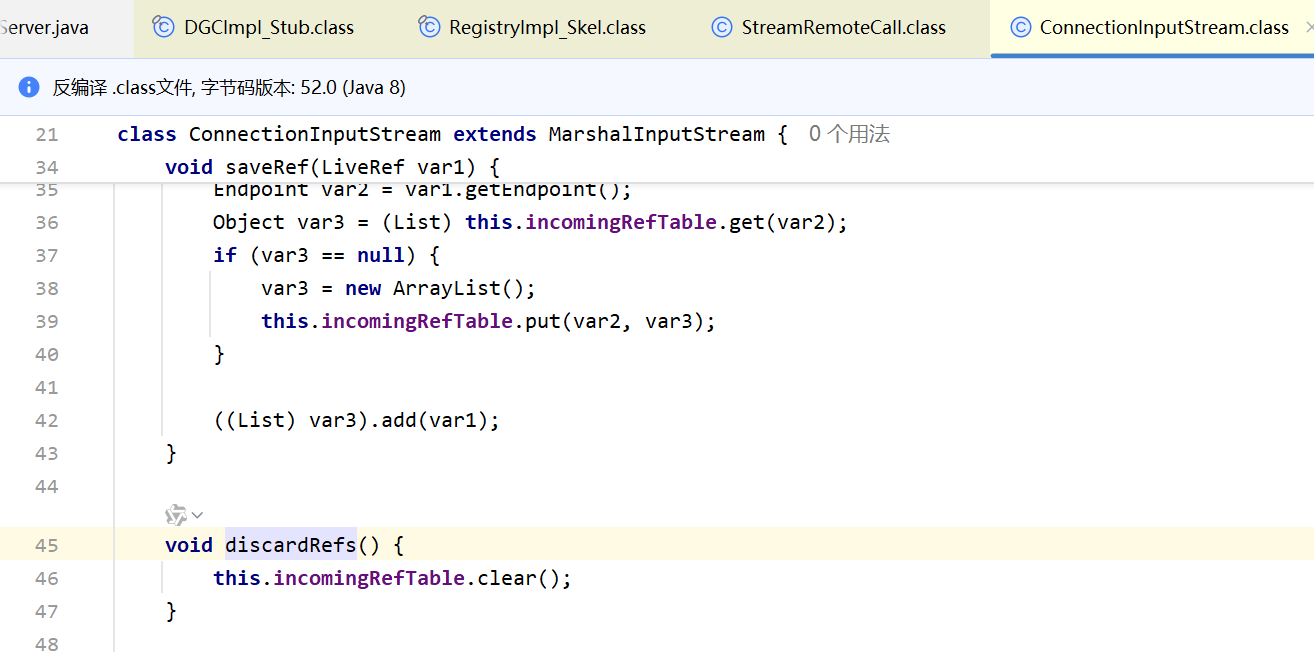 Server.java DGCImpl_Stub.class RegistryImpl_Skel.class StreamRemoteCall.class ConnectionInputStream.class
反编译 .class文件, 字节码版本: 52.0 (Java 8)
21 class ConnectionInputStream extends MarshalInputStream { 0 个用法
34 void saveRef(LiveRef var1) {
35 Endpoint var2 = var1.getEndpoint();
36 Object var3 = (List) this.incomingRefTable.get(var2);
37 if (var3 == null) {
38 var3 = new ArrayList();
39 this.incomingRefTable.put(var2, var3);
40 }
41
42 ((List) var3).add(var1);
43 }
44
45 void discardRefs() {
46 this.incomingRefTable.clear();
47 }
48